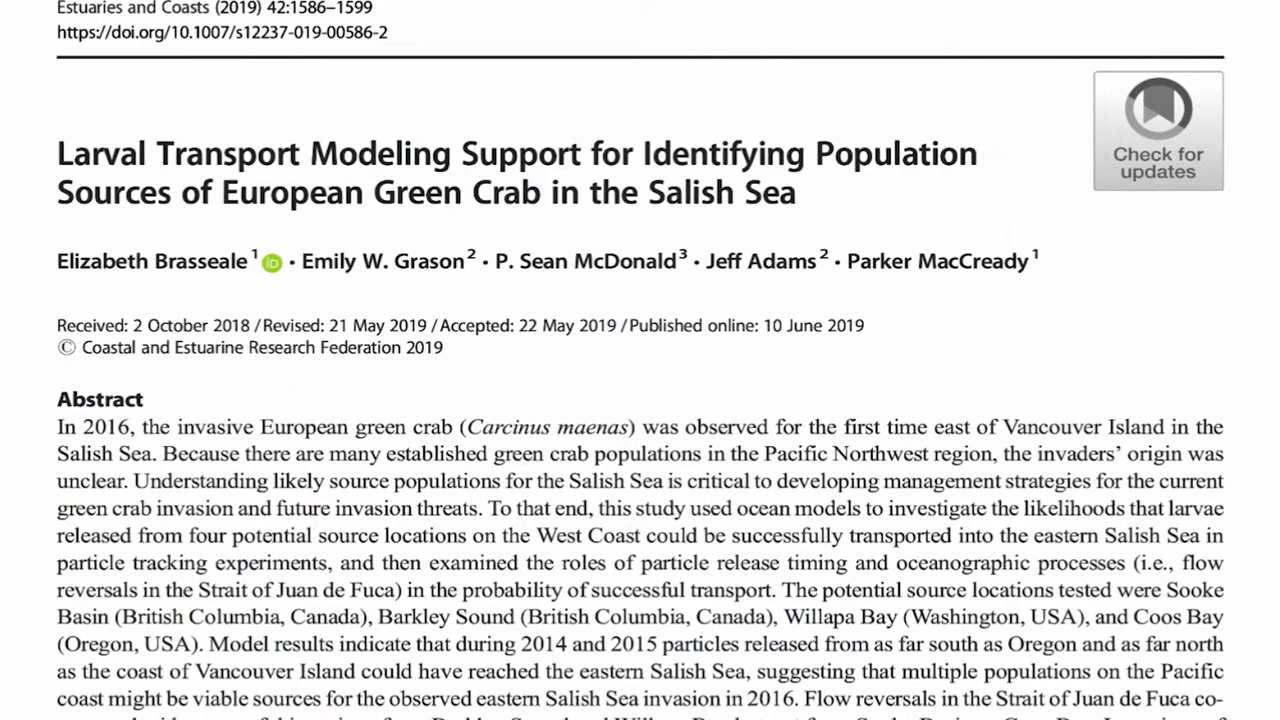 Estuaries and Coasts (2019) 42:1586–1599
https://doi.org/10.1007/s12237-019-00586-2
Check for
updates
Larval Transport Modeling Support for Identifying Population
Sources of European Green Crab in the Salish Sea
Elizabeth Brasseale 1 iD · Emily W. Grason 2 · P. Sean McDonald 3 · Jeff Adams 2 · Parker MacCready 1
Received: 2 October 2018 / Revised: 21 May 2019 / Accepted: 22 May 2019 / Published online: 10 June 2019
© Coastal and Estuarine Research Federation 2019
Abstract
In 2016, the invasive European green crab (Carcinus maenas) was observed for the first time east of Vancouver Island in the
Salish Sea. Because there are many established green crab populations in the Pacific Northwest region, the invaders' origin was
unclear. Understanding likely source populations for the Salish Sea is critical to developing management strategies for the current
green crab invasion and future invasion threats. To that end, this study used ocean models to investigate the likelihoods that larvae
released from four potential source locations on the West Coast could be successfully transported into the eastern Salish Sea in
particle tracking experiments, and then examined the roles of particle release timing and oceanographic processes (i.e., flow
reversals in the Strait of Juan de Fuca) in the probability of successful transport. The potential source locations tested were Sooke
Basin (British Columbia, Canada), Barkley Sound (British Columbia, Canada), Willapa Bay (Washington, USA), and Coos Bay
(Oregon, USA). Model results indicate that during 2014 and 2015 particles released from as far south as Oregon and as far north
as the coast of Vancouver Island could have reached the eastern Salish Sea, suggesting that multiple populations on the Pacific
coast might be viable sources for the observed eastern Salish Sea invasion in 2016. Flow reversals in the Strait of Juan de Fuca co-